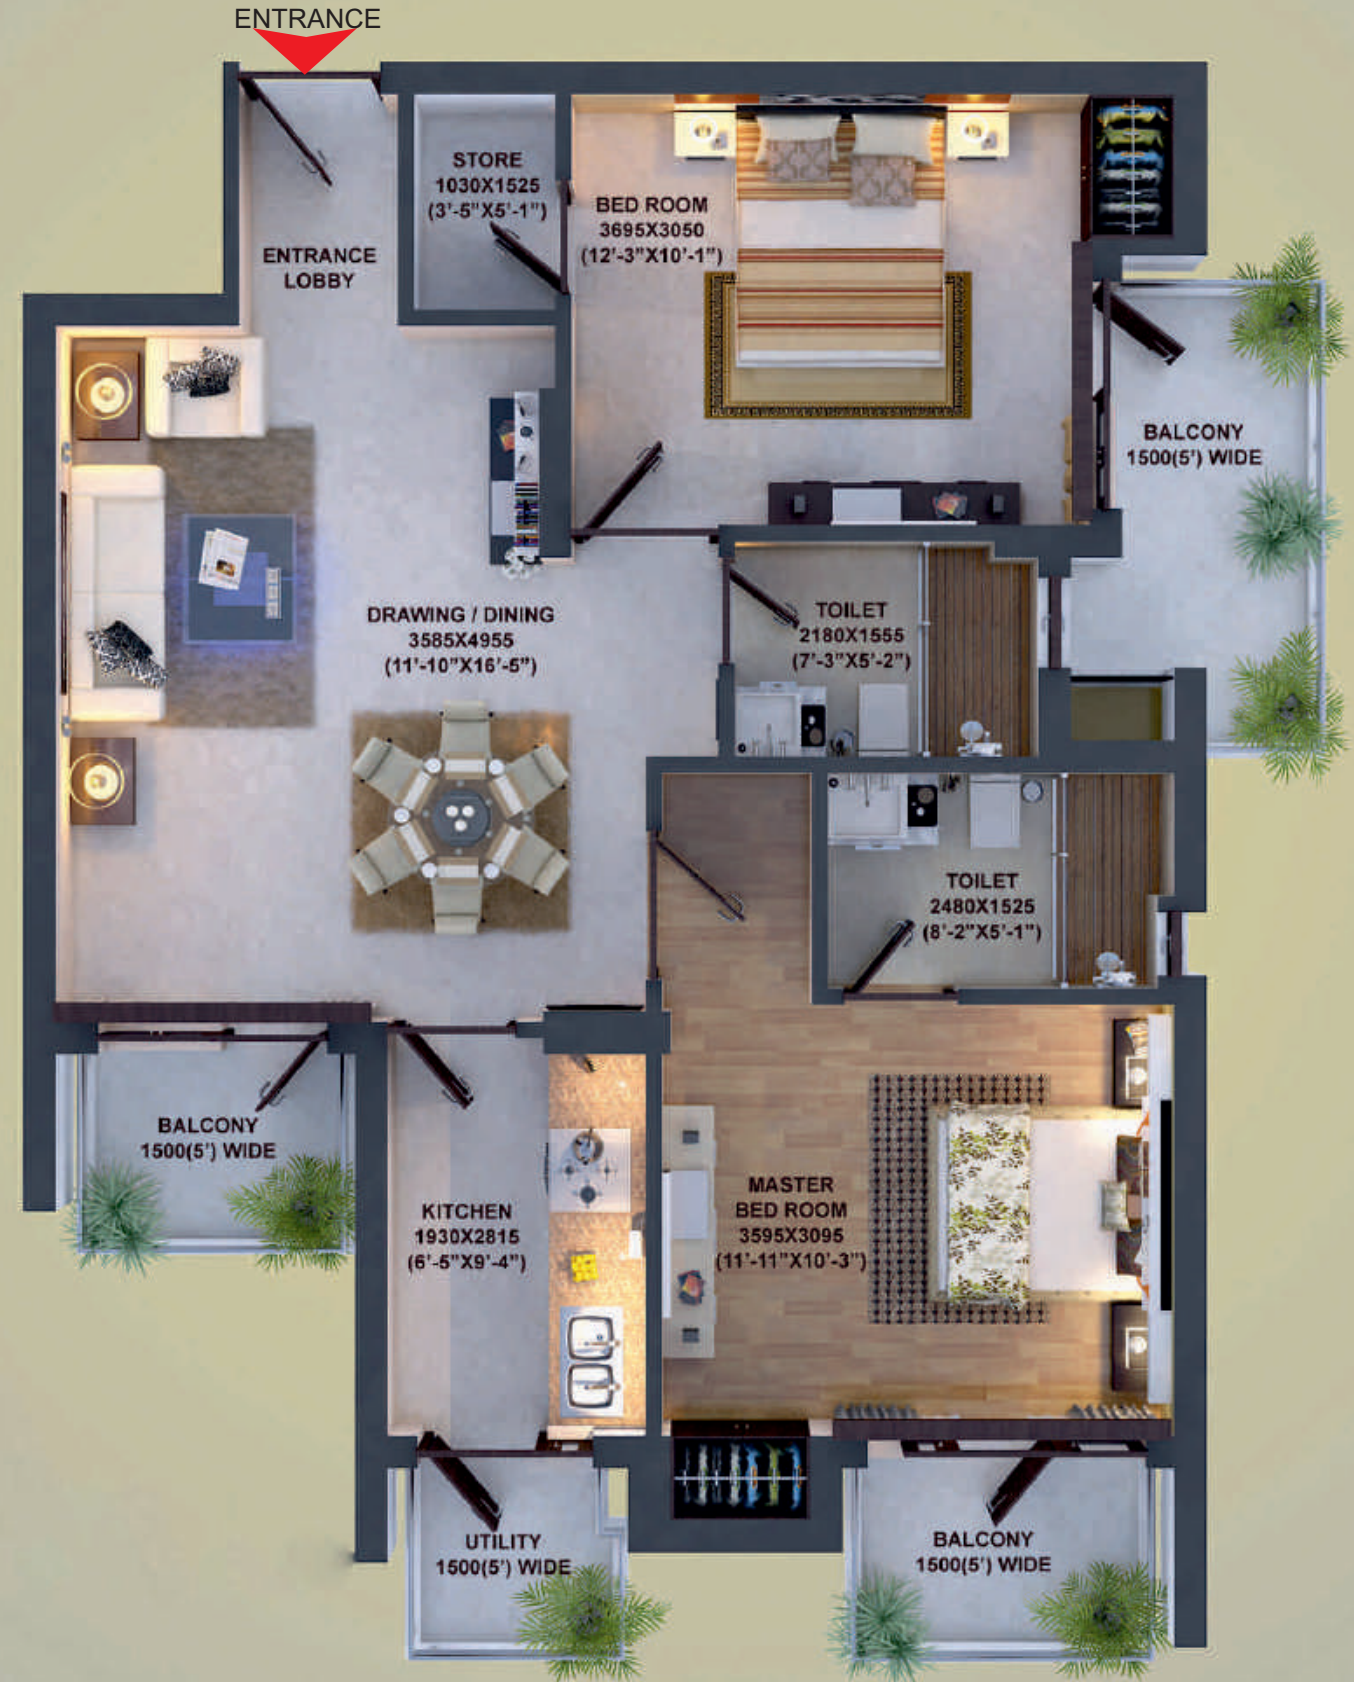 ENTRANCE
STORE
1030X1525
(3'-5"X5'-1")
BED ROOM
3695X3050
(12'-3"X10'-1")
ENTRANCE
LOBBY
BALCONY
1500(5') WIDE
DRAWING / DINING
3585X4955
(11'-10"X16'-5")
TOILET
2180X1555
(7'-3"X5'-2")
TOILET
2480X1525
(8'-2"X5'-1")
BALCONY
1500(5') WIDE
KITCHEN
1930X2815
(6'-5"X9'-4")
MASTER
BED ROOM
3595X3095
(11'-11"X10'-3")
UTILITY
1500(5') WIDE
BALCONY
1500(5') WIDE